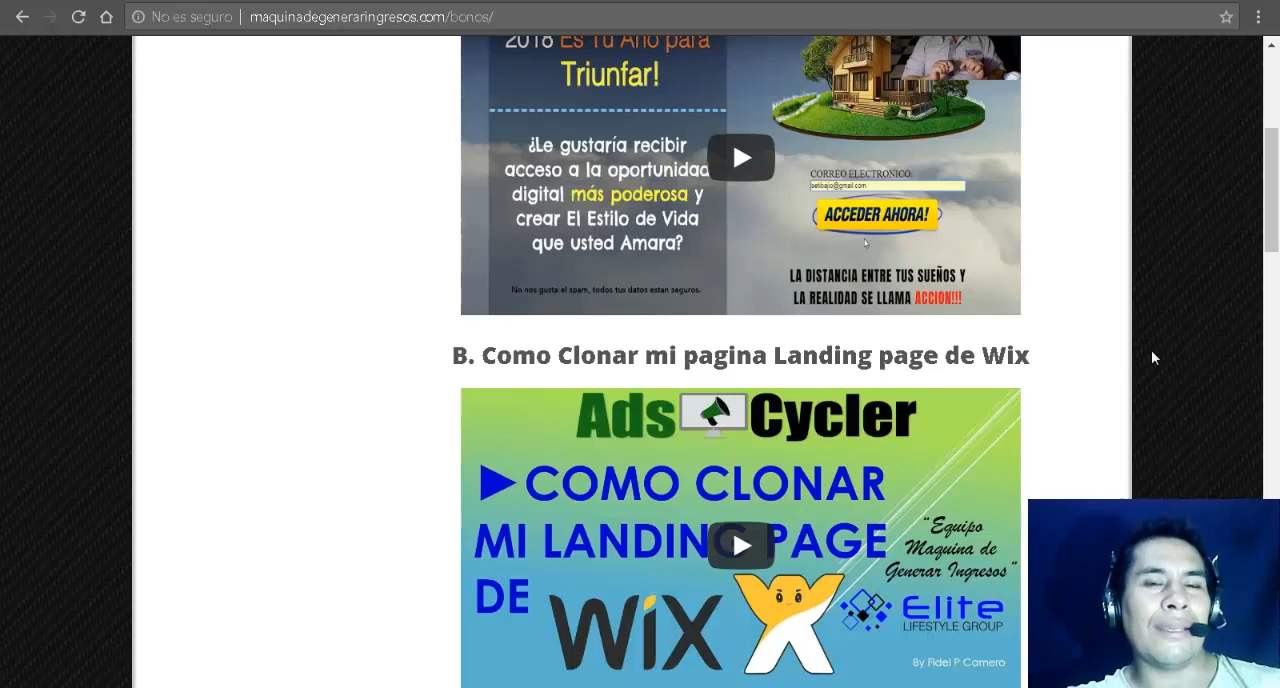 No es seguro
maquinadegeneraringresos.com/bonos/
2018 Es Tu Año para
Triunfar!
¿Le gustaría recibir
acceso a la oportunidad
digital más poderosa y
crear El Estilo de Vida
que usted Amara?
No nos gusta el spam, todos tus datos estan seguros.
CORREO ELECTRONICO:
setibajio@gmail.com
ACCEDER AHORA!
LA DISTANCIA ENTRE TUS SUEÑOS Y
LA REALIDAD SE LLAMA ACCION!!!
B. Como Clonar mi pagina Landing page de Wix
Ads Cycler
COMO CLONAR
MI LANDING PAGE
DE WiX
"Equipo
Maquina de
Generar Ingresos"
Elite
LIFESTYLE GROUP
By Fidel P Camero